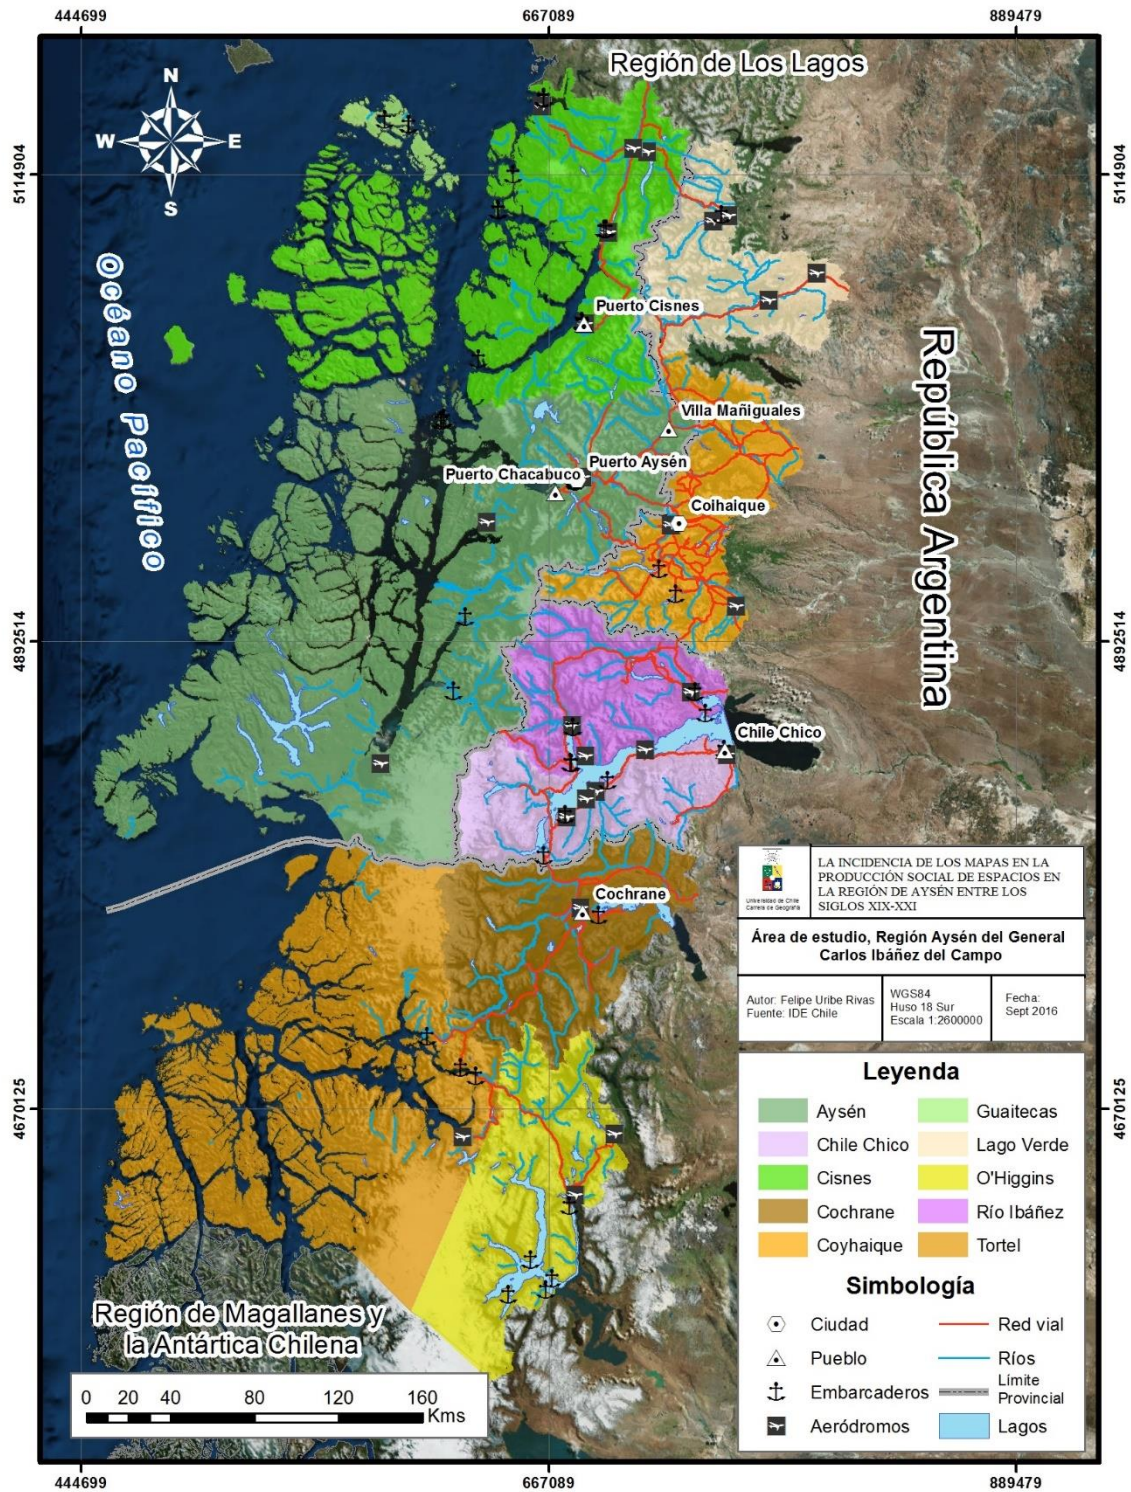 444699
667089
889479
Región de Los Lagos
N
W
E
S
5114904
5114904
Océano Pacífico
Puerto Cisnes
República Argentina
Villa Mañiguales
Puerto Aysén
Puerto Chacabuco
Coihaique
4892514
4892514
Chile Chico
Cochrane
Universidad de Chile
Carrera de Geografía
LA INCIDENCIA DE LOS MAPAS EN LA
PRODUCCIÓN SOCIAL DE ESPACIOS EN
LA REGIÓN DE AYSÉN ENTRE LOS
SIGLOS XIX-XXI
Área de estudio, Región Aysén del General
Carlos Ibáñez del Campo
Autor: Felipe Uribe Rivas
Fuente: IDE Chile
WGS84
Huso 18 Sur
Escala 1:2600000
Fecha:
Sept 2016
4670125
4670125
Leyenda
Aysén
Guaitecas
Chile Chico
Lago Verde
Cisnes
O'Higgins
Cochrane
Río Ibáñez
Coyhaique
Tortel
Simbología
Ciudad
Red vial
Pueblo
Ríos
Embarcaderos
Límite
Provincial
Aeródromos
Lagos
Región de Magallanes y
la Antártica Chilena
0 20 40 80 120 160
Kms
444699
667089
889479